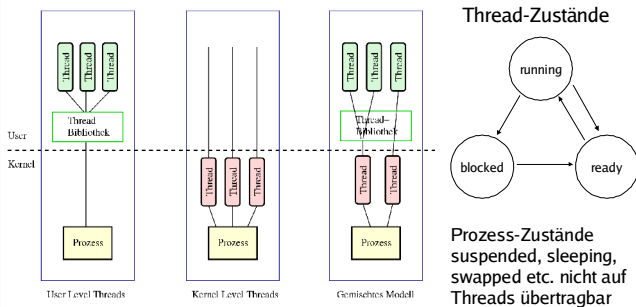 Thread
Thread
Thread
Thread
Thread
Thread
Thread-
Bibliothek
Thread-
Bibliothek
User
Kernel
Thread
Thread
Thread
Thread
Thread
Prozess
Prozess
Prozess
User Level Threads
Kernel Level Threads
Gemischtes Modell
Thread-Zustände
running
blocked
ready
Prozess-Zustände
suspended, sleeping,
swapped etc. nicht auf
Threads übertragbar